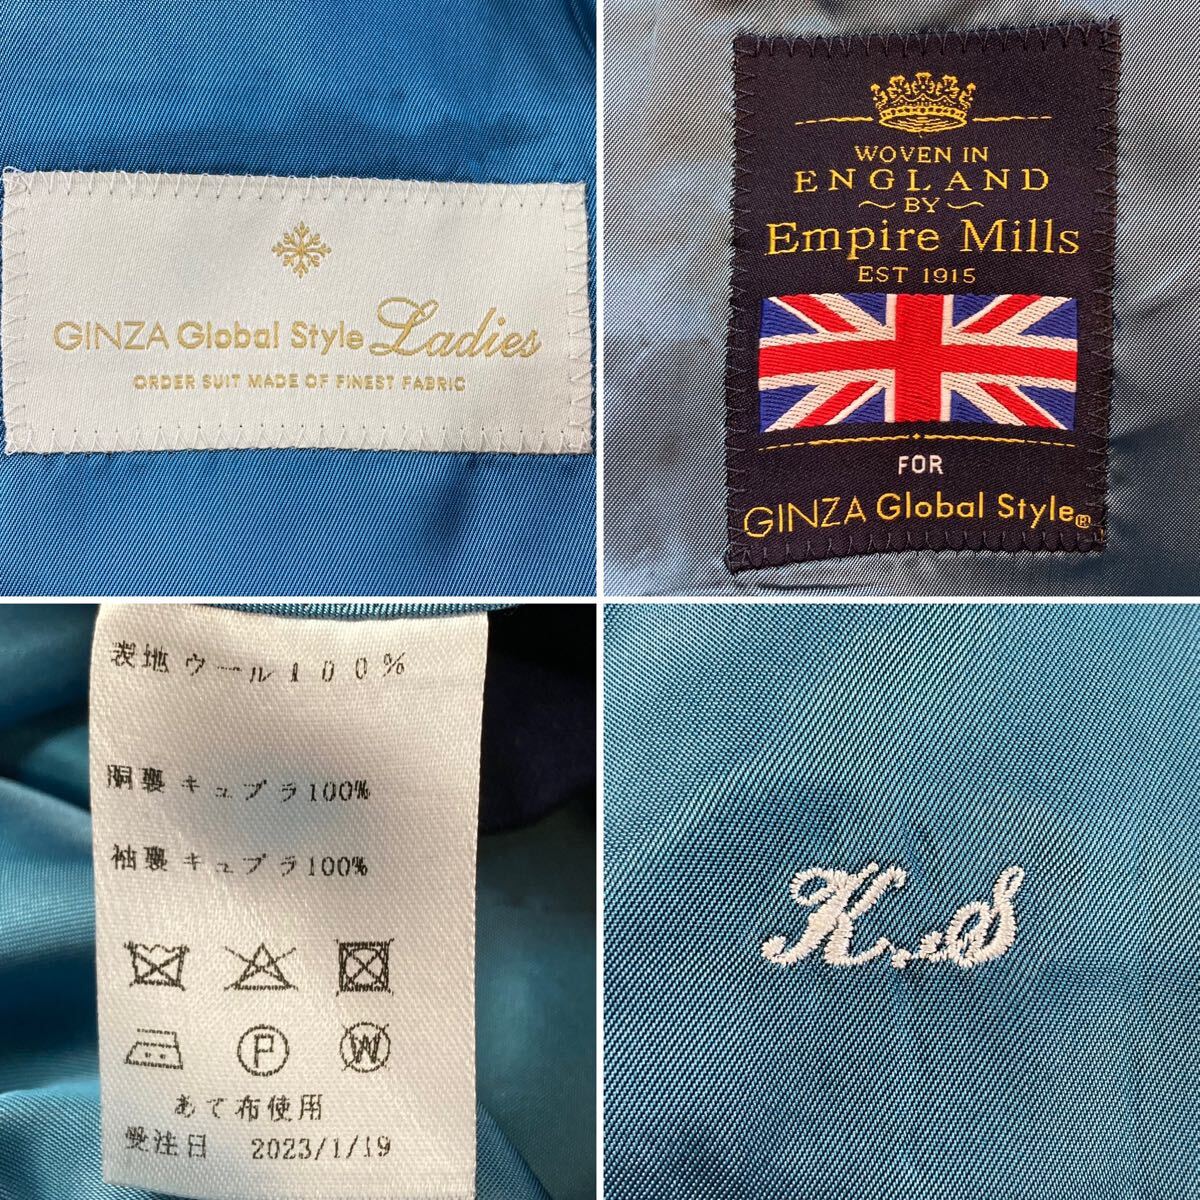 GINZA Global Style Ladies
ORDER SUIT MADE OF FINEST FABRIC
WOVEN IN
ENGLAND
BY
Empire Mills
EST 1915
FOR
GINZA Global Style®
表地 ウール100%
胴裏 キュプラ100%
袖裏 キュプラ100%
P W
あて布使用
受注日 2023/1/19
K.S